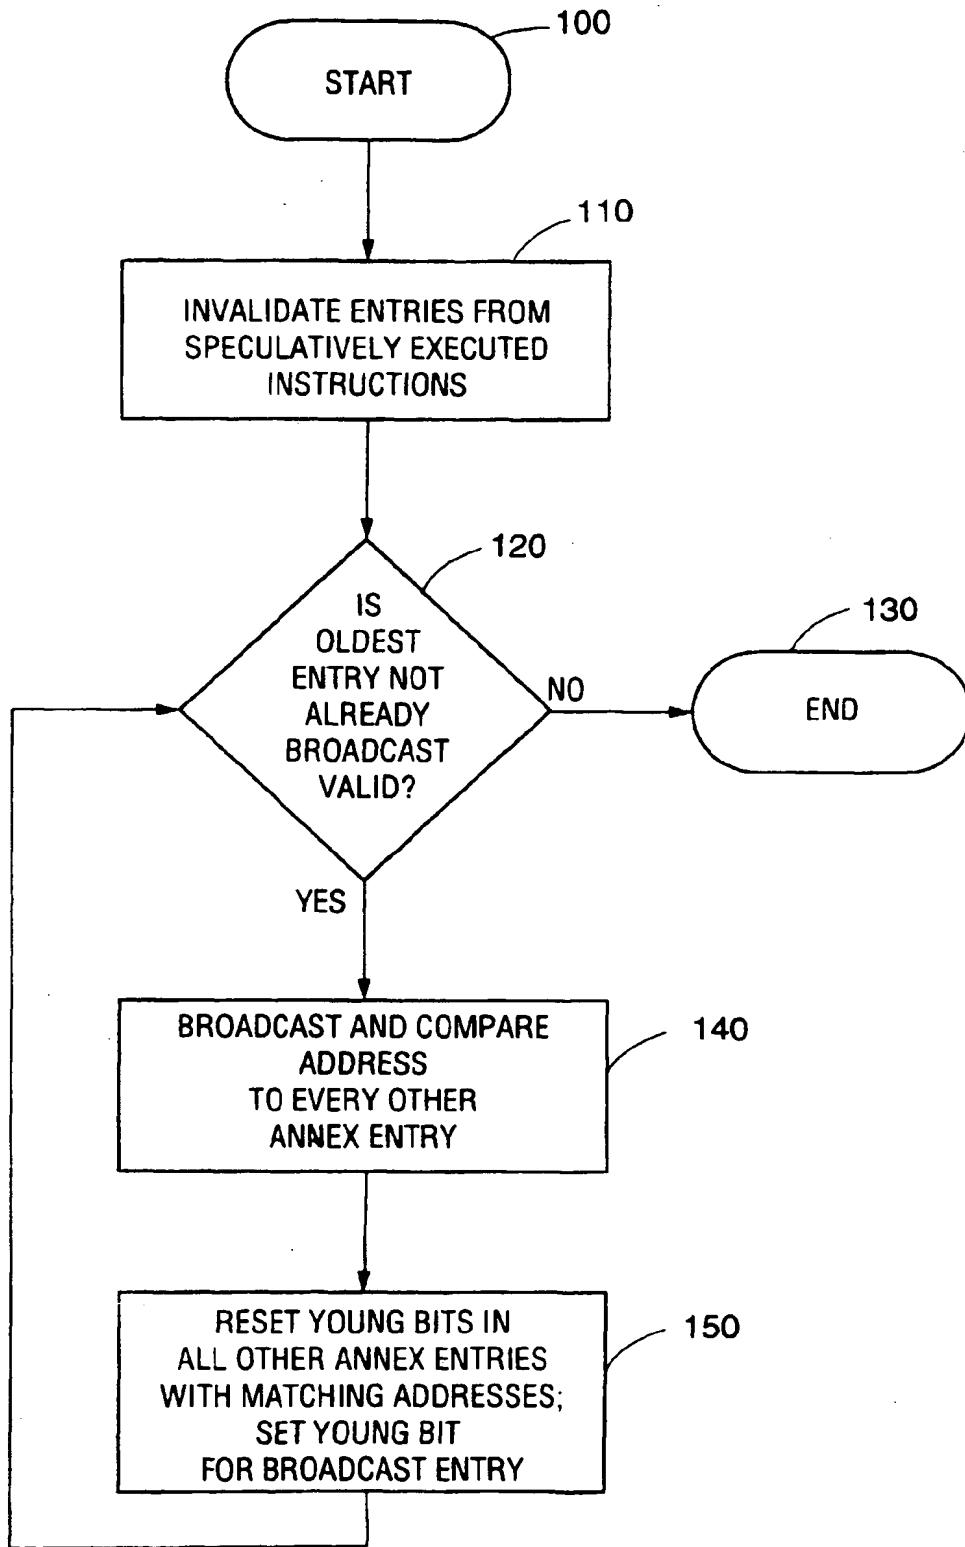 100
START
110
INVALIDATE ENTRIES FROM
SPECULATIVELY EXECUTED
INSTRUCTIONS
120
IS
OLDEST
ENTRY NOT
ALREADY
BROADCAST
VALID?
NO
130
END
YES
BROADCAST AND COMPARE
ADDRESS
TO EVERY OTHER
ANNEX ENTRY
140
RESET YOUNG BITS IN
ALL OTHER ANNEX ENTRIES
WITH MATCHING ADDRESSES;
SET YOUNG BIT
FOR BROADCAST ENTRY
150